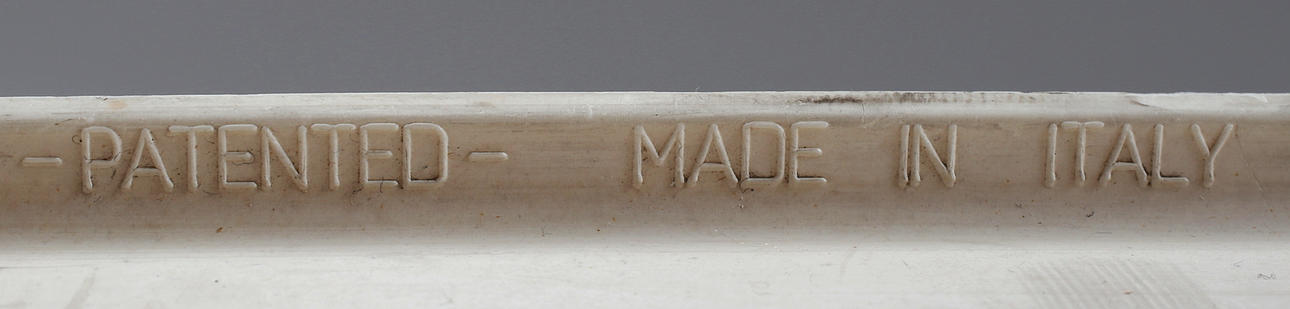 - PATENTED - MADE IN ITALY